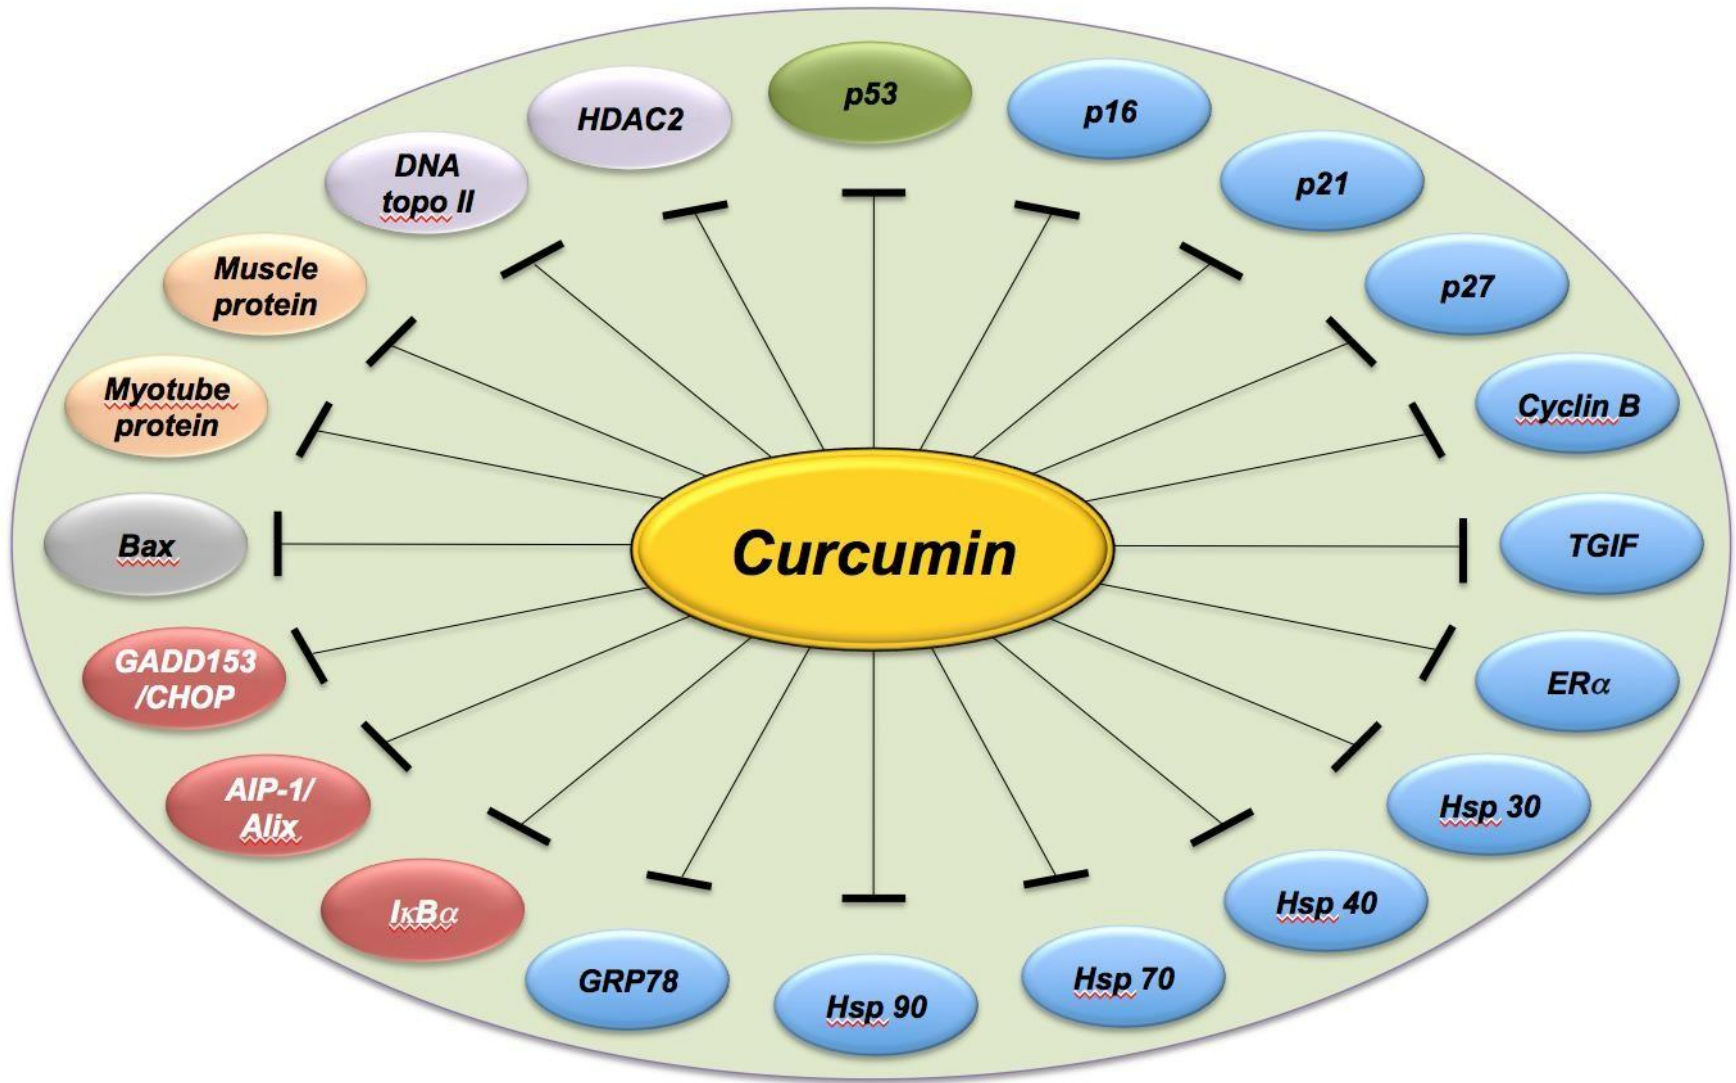 p53
p16
HDAC2
DNA
topo II
p21
Muscle
protein
p27
Myotube
protein
Cyclin B
Curcumin
Bax
TGIF
GADD153
/CHOP
ERα
AIP-1/
Alix
Hsp 30
IκBα
Hsp 40
GRP78
Hsp 90
Hsp 70